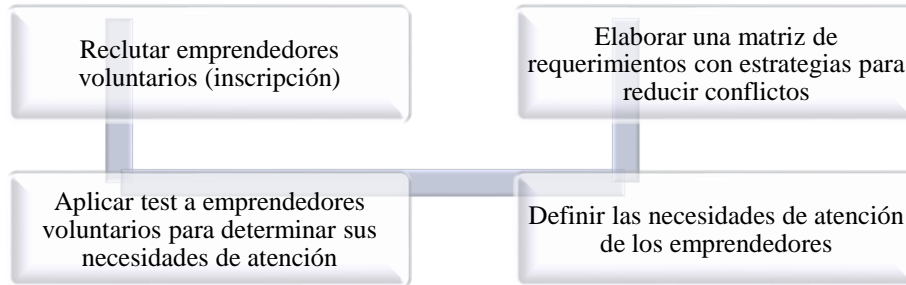 Reclutar emprendedores
voluntarios (inscripción)
Aplicar test a emprendedores
voluntarios para determinar sus
necesidades de atención
Definir las necesidades de atención
de los emprendedores
Elaborar una matriz de
requerimientos con estrategias para
reducir conflictos